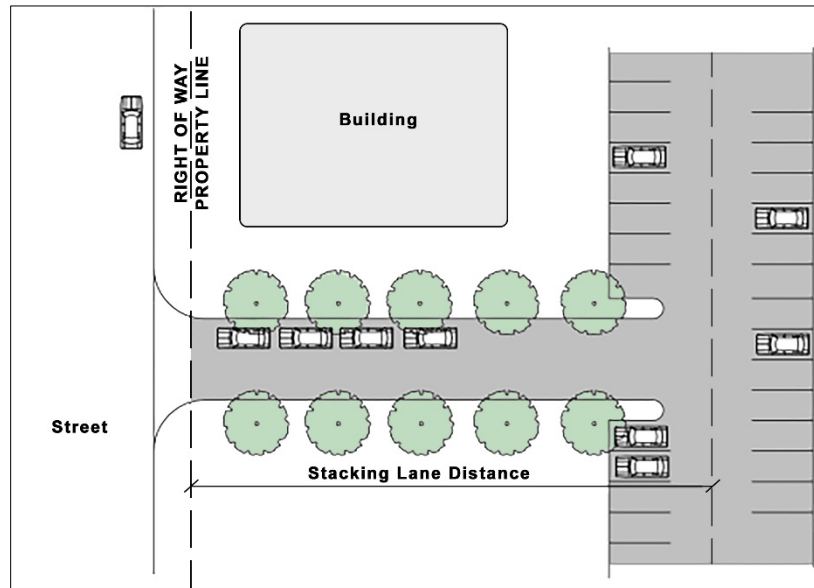 RIGHT OF WAY
PROPERTY LINE
Building
Street
Stacking Lane Distance